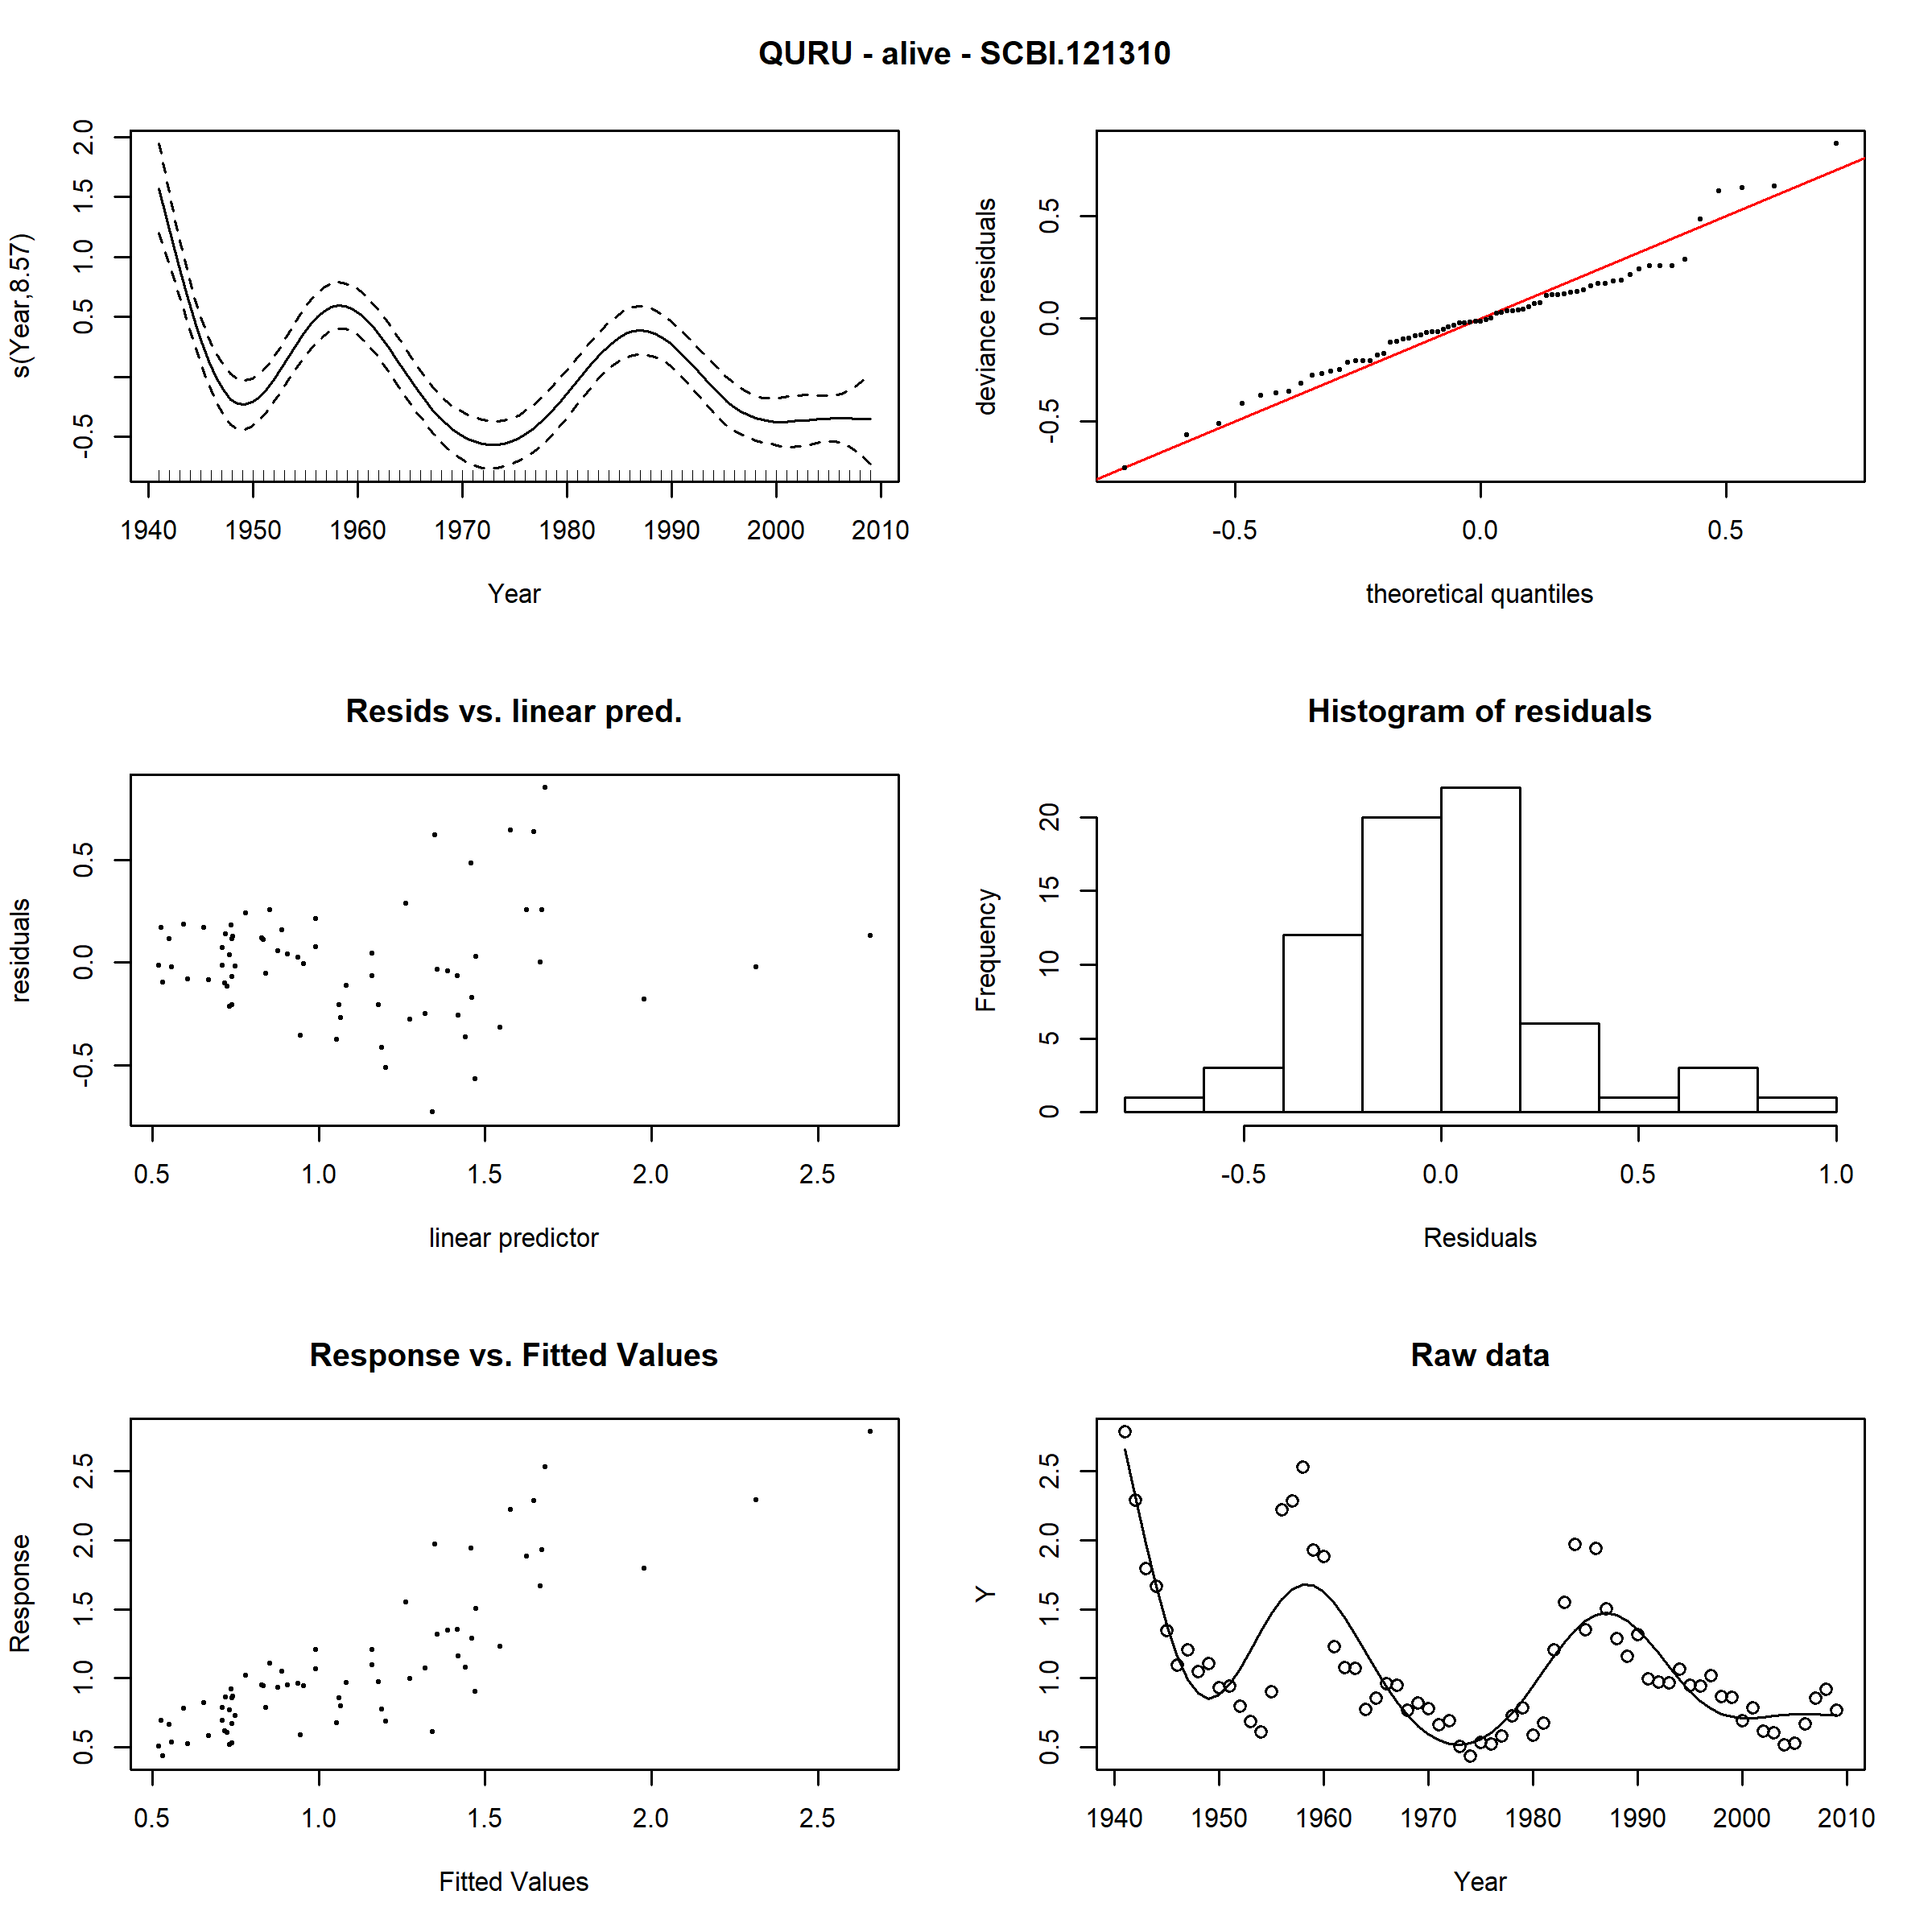 QURU - alive - SCBI.121310
s(Year,8.57)
-0.5 0.5 1.0 1.5 2.0
1940 1950 1960 1970 1980 1990 2000 2010
Year
deviance residuals
-0.5 0.0 0.5
-0.5 0.0 0.5
theoretical quantiles
Resids vs. linear pred.
residuals
-0.5 0.0 0.5
0.5 1.0 1.5 2.0 2.5
linear predictor
Histogram of residuals
Frequency
0 5 10 15 20
-0.5 0.0 0.5 1.0
Residuals
Response vs. Fitted Values
Response
0.5 1.0 1.5 2.0 2.5
0.5 1.0 1.5 2.0 2.5
Fitted Values
Raw data
Y
0.5 1.0 1.5 2.0 2.5
1940 1950 1960 1970 1980 1990 2000 2010
Year